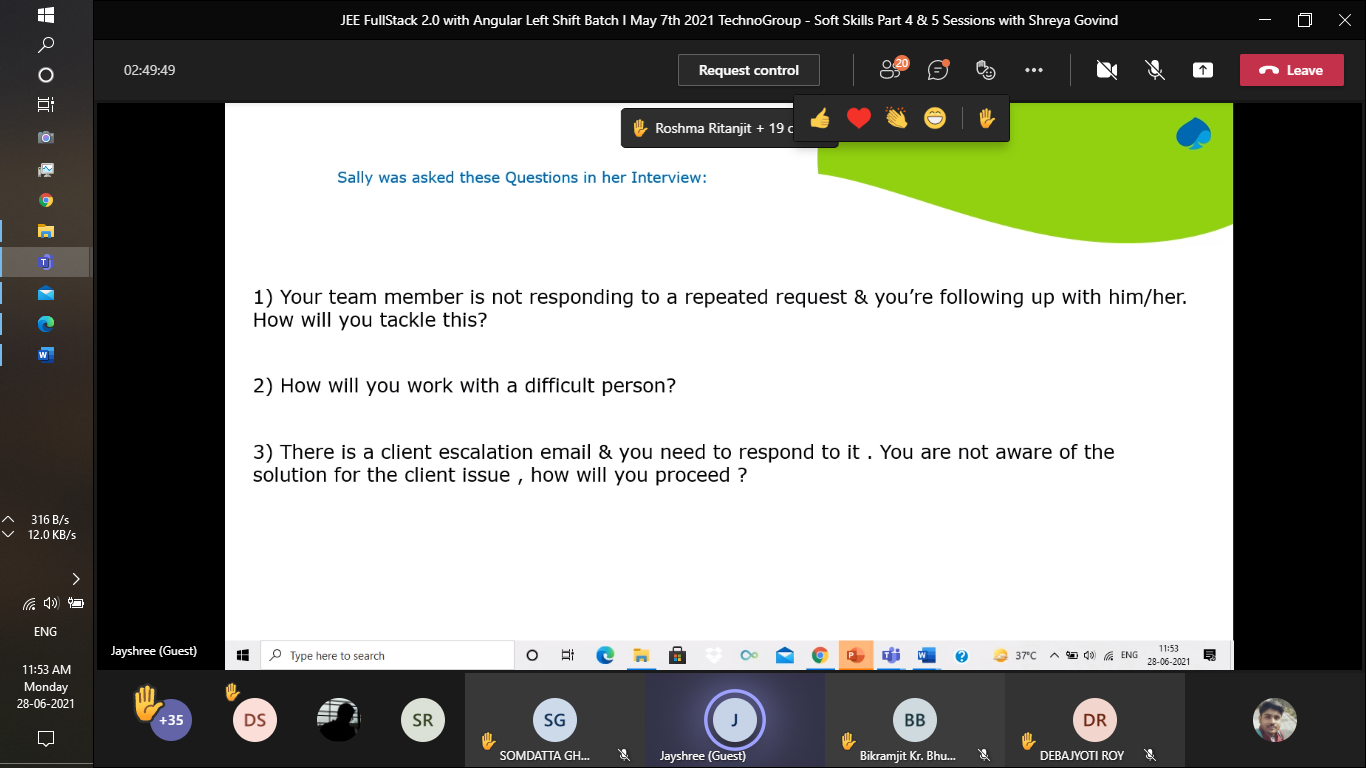 JEE FullStack 2.0 with Angular Left Shift Batch I May 7th 2021 TechnoGroup - Soft Skills Part 4 & 5 Sessions with Shreya Govind
02:49:49
Request control
20
Leave
Roshma Ritanjit + 19
Sally was asked these Questions in her Interview:
1) Your team member is not responding to a repeated request & you’re following up with him/her.
How will you tackle this?
2) How will you work with a difficult person?
3) There is a client escalation email & you need to respond to it . You are not aware of the
solution for the client issue , how will you proceed ?
316 B/s
12.0 KB/s
ENG
11:53 AM
Monday
28-06-2021
Jayshree (Guest)
Type here to search
37°C
ENG
11:53
28-06-2021
+35
DS
SR
SG
SOMDATTA GH...
J
Jayshree (Guest)
BB
Bikramjit Kr. Bhu...
DR
DEBAJYOTI ROY